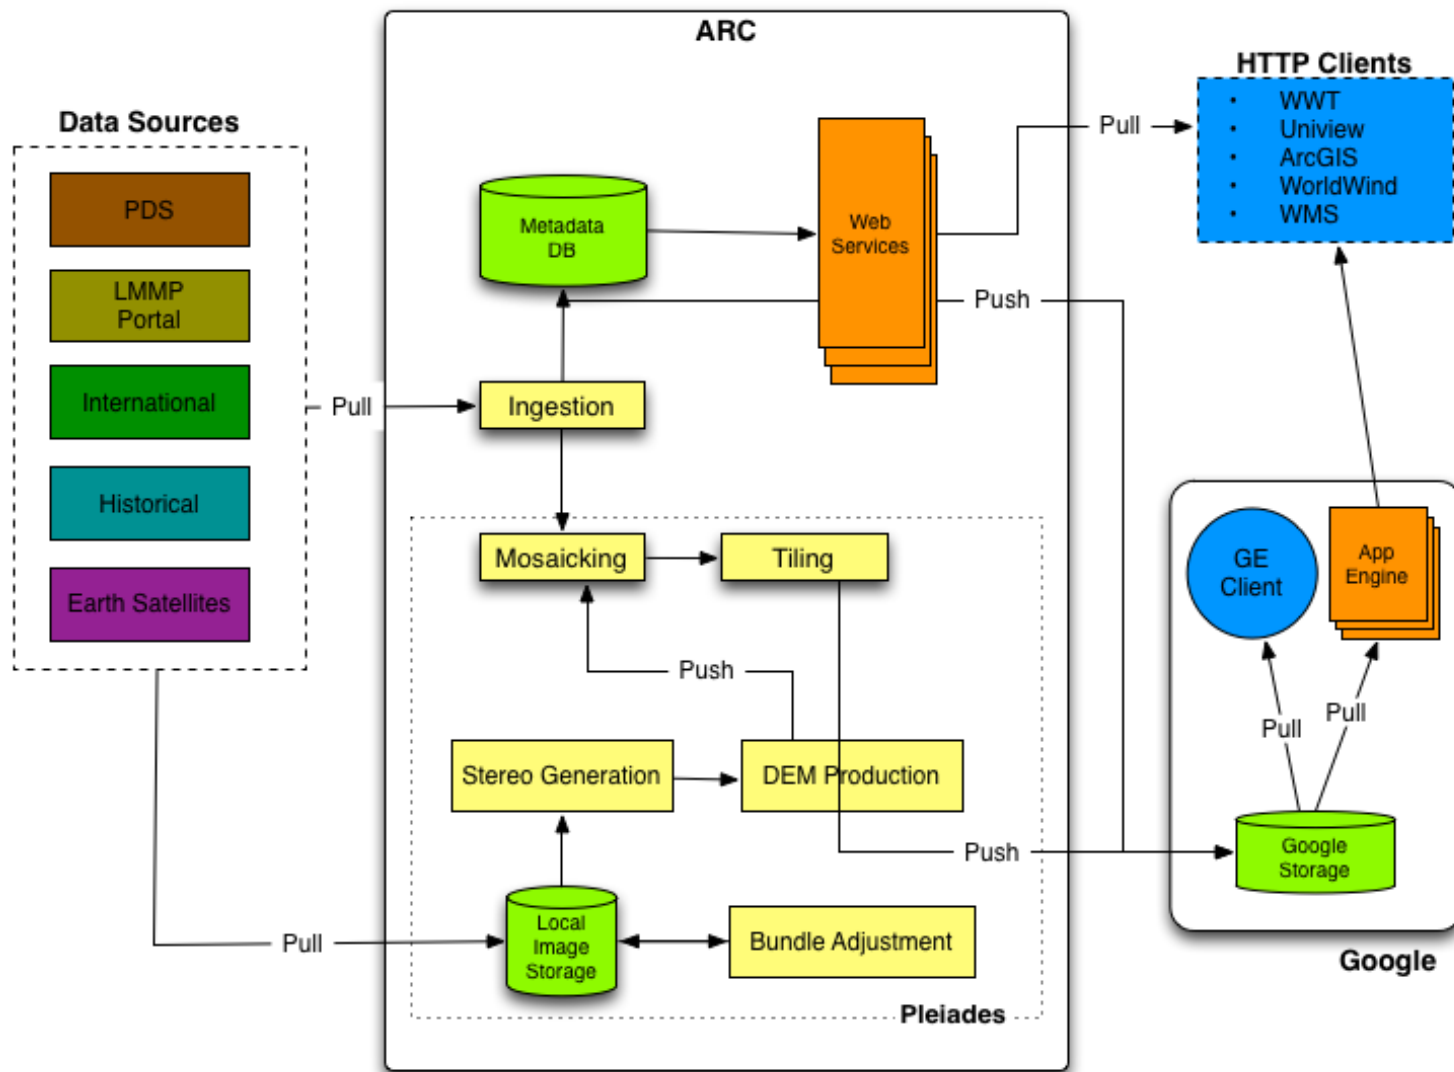 ARC
HTTP Clients
• WWT
• Uniview
• ArcGIS
• WorldWind
• WMS
Data Sources
PDS
LMMP
Portal
International
Historical
Earth Satellites
Pull
Pull
Metadada
DB
Web
Services
Pull
Push
Ingestion
Mosaicking
Tiling
Push
Stereo Generation
DEM Production
Push
Local
Image
Storage
Bundle Adjustment
Pleiades
GE
Client
App
Engine
Pull
Pull
Google
Storage
Google